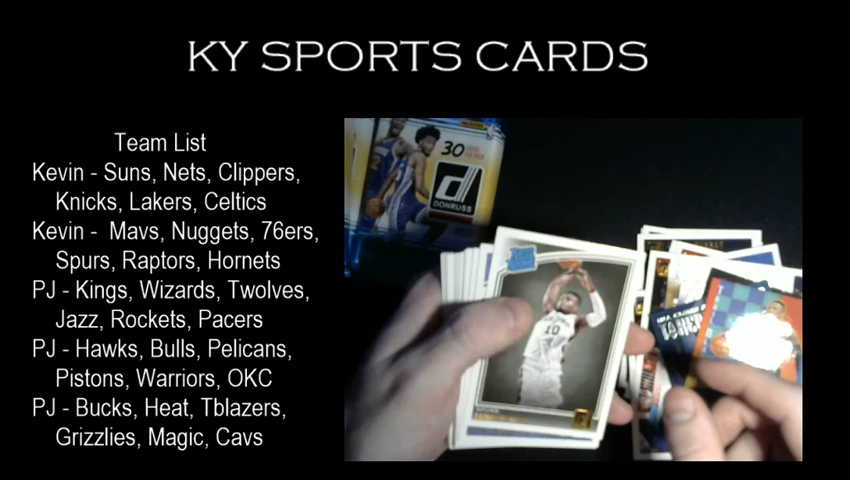 KY SPORTS CARDS
Team List
Kevin - Suns, Nets, Clippers,
Knicks, Lakers, Celtics
Kevin - Mavs, Nuggets, 76ers,
Spurs, Raptors, Hornets
PJ - Kings, Wizards, Twolves,
Jazz, Rockets, Pacers
PJ - Hawks, Bulls, Pelicans,
Pistons, Warriors, OKC
PJ - Bucks, Heat, Tblazers,
Grizzlies, Magic, Cavs
30
DONRUSS
10